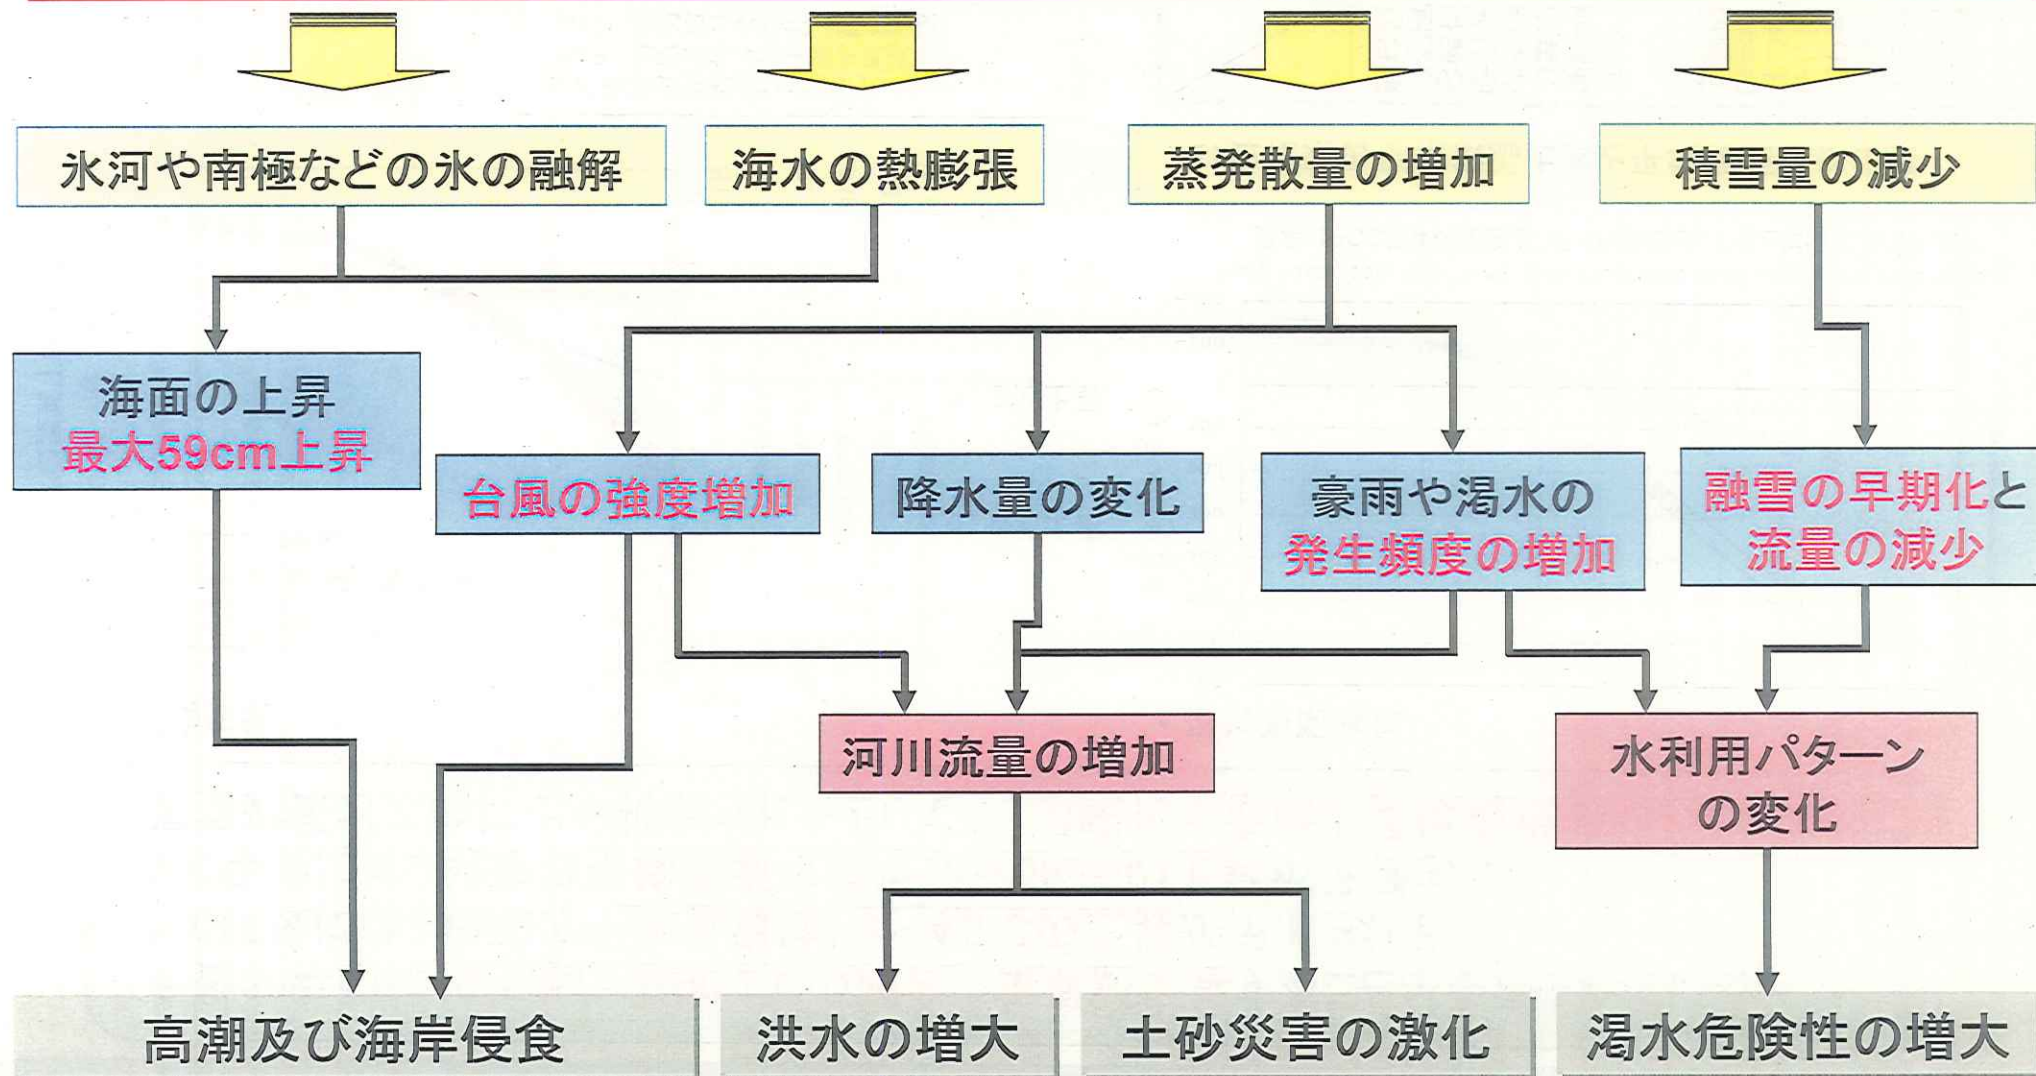 氷河や南極などの氷の融解
海水の熱膨張
蒸発散量の増加
積雪量の減少
海面の上昇
最大59cm上昇
台風の強度増加
降水量の変化
豪雨や渇水の
発生頻度の増加
融雪の早期化と
流量の減少
河川流量の増加
水利用パターン
の変化
高潮及び海岸侵食
洪水の増大
土砂災害の激化
渇水危険性の増大